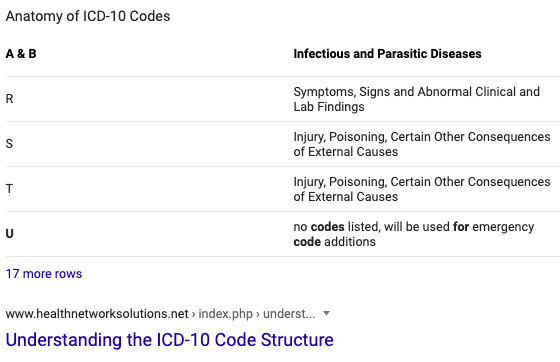 Anatomy of ICD-10 Codes
A & B Infectious and Parasitic Diseases
R Symptoms, Signs and Abnormal Clinical and
Lab Findings
S Injury, Poisoning, Certain Other Consequences
of External Causes
T Injury, Poisoning, Certain Other Consequences
of External Causes
U no codes listed, will be used for emergency
code additions
17 more rows
www.healthnetworksolutions.net › index.php › underst...
Understanding the ICD-10 Code Structure